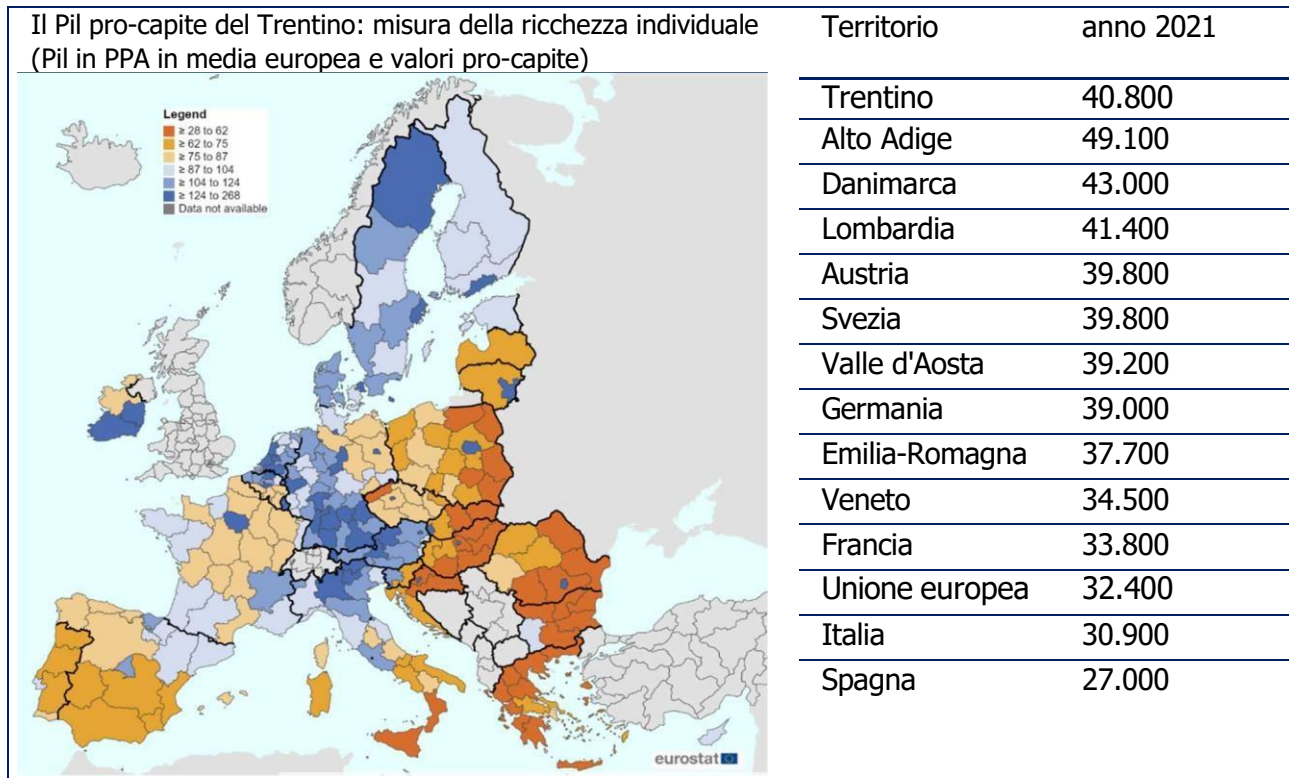 Il Pil pro-capite del Trentino: misura della ricchezza individuale
(Pil in PPA in media europea e valori pro-capite)
Legend
≥ 28 to 62
≥ 62 to 75
≥ 75 to 87
≥ 87 to 104
≥ 104 to 124
≥ 124 to 268
Data not available
eurostat
Territorio anno 2021
Trentino 40.800
Alto Adige 49.100
Danimarca 43.000
Lombardia 41.400
Austria 39.800
Svezia 39.800
Valle d'Aosta 39.200
Germania 39.000
Emilia-Romagna 37.700
Veneto 34.500
Francia 33.800
Unione europea 32.400
Italia 30.900
Spagna 27.000